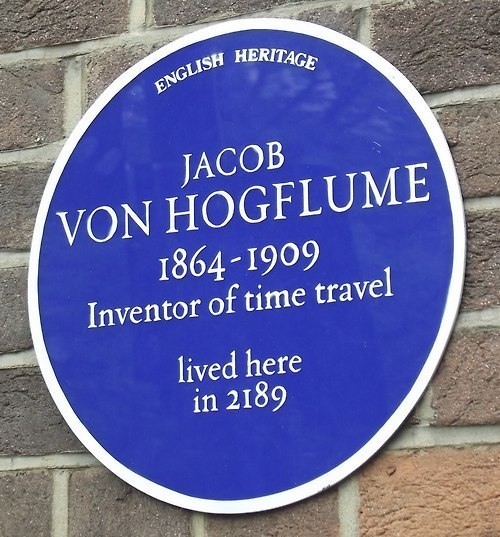 ENGLISH HERITAGE
JACOB
VON HOGFLUME
1864-1909
Inventor of time travel
lived here
in 2189